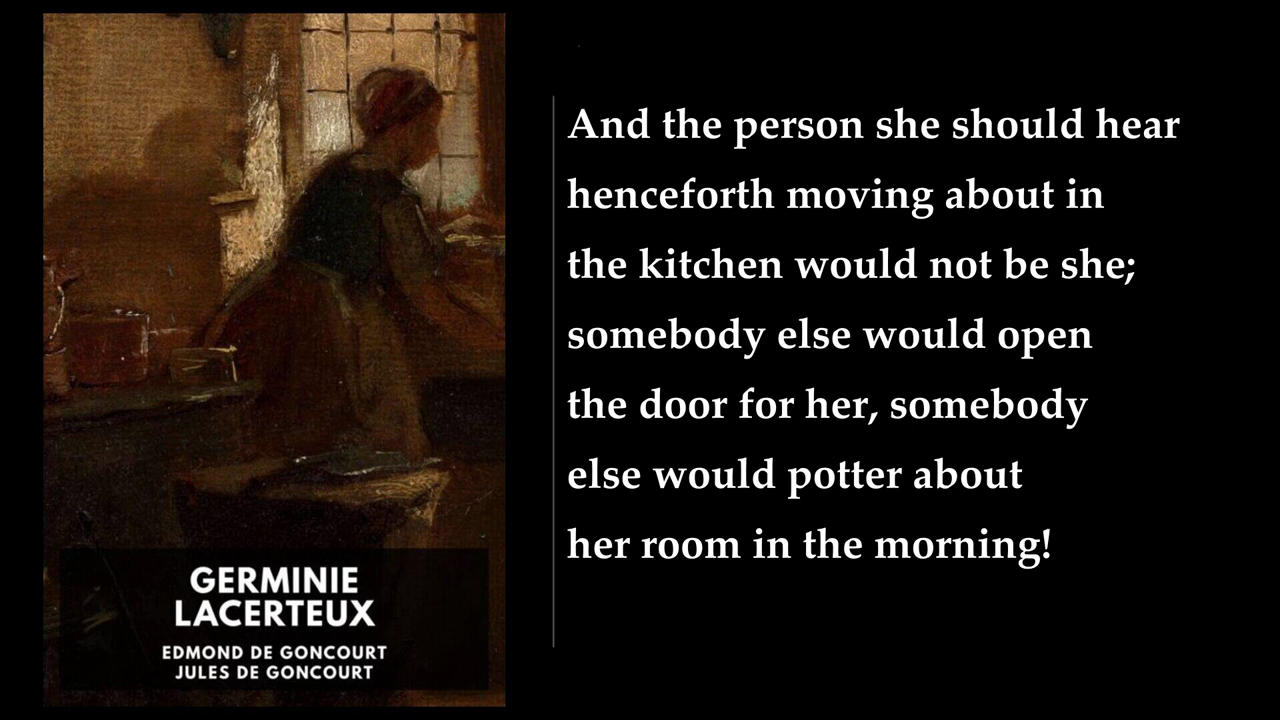 And the person she should hear
henceforth moving about in
the kitchen would not be she;
somebody else would open
the door for her, somebody
else would potter about
her room in the morning!
GERMINIE
LACERTEUX
EDMOND DE GONCOURT
JULES DE GONCOURT